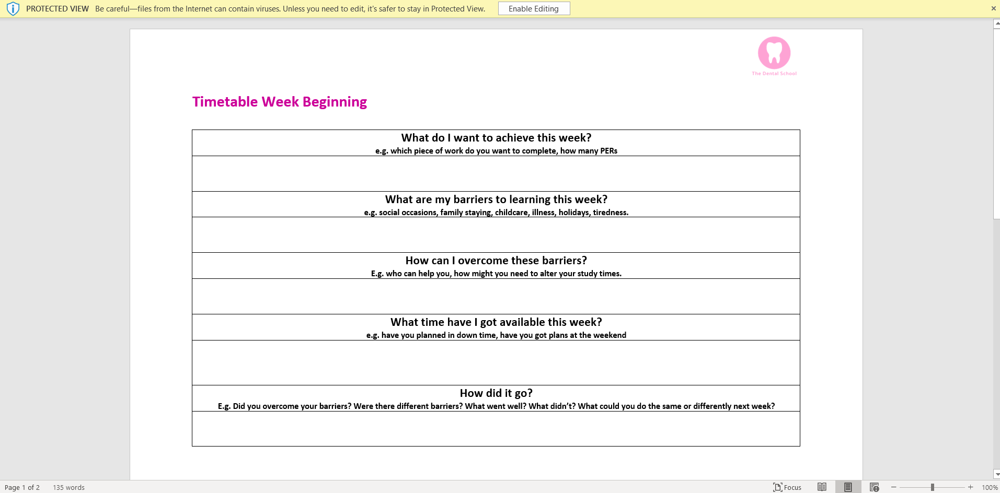 PROTECTED VIEW Be careful—files from the Internet can contain viruses. Unless you need to edit, it's safer to stay in Protected View. Enable Editing
The Dental School
Timetable Week Beginning
What do I want to achieve this week?
e.g. which piece of work do you want to complete, how many PERs
What are my barriers to learning this week?
e.g. social occasions, family staying, childcare, illness, holidays, tiredness.
How can I overcome these barriers?
E.g. who can help you, how might you need to alter your study times.
What time have I got available this week?
e.g. have you planned in down time, have you got plans at the weekend
How did it go?
E.g. Did you overcome your barriers? Were there different barriers? What went well? What didn’t? What could you do the same or differently next week?
Page 1 of 2 135 words Focus 100%